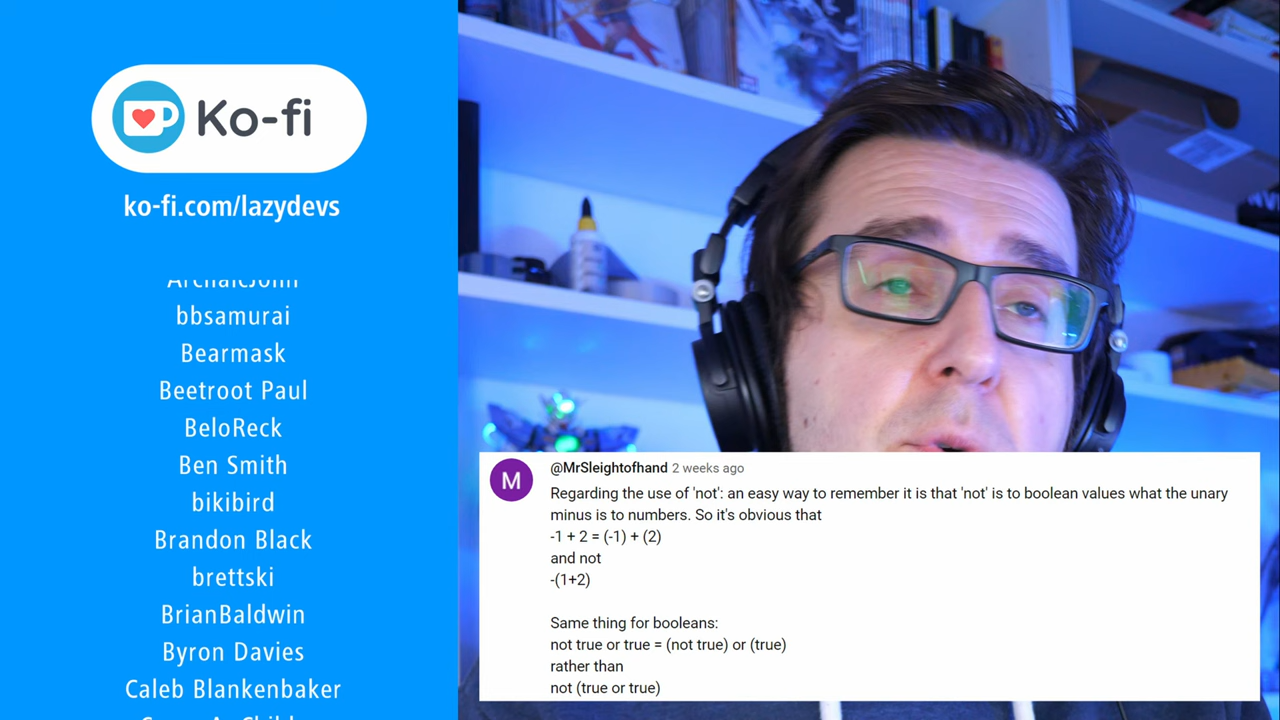 Ko-fi
ko-fi.com/lazydevs
ArchaicJohn
bbsamurai
Bearmask
Beetroot Paul
BeloReck
Ben Smith
bikibird
Brandon Black
brettski
BrianBaldwin
Byron Davies
Caleb Blankenbaker
M
@MrSleightofhand 2 weeks ago
Regarding the use of 'not': an easy way to remember it is that 'not' is to boolean values what the unary
minus is to numbers. So it's obvious that
-1 + 2 = (-1) + (2)
and not
-(1+2)
Same thing for booleans:
not true or true = (not true) or (true)
rather than
not (true or true)